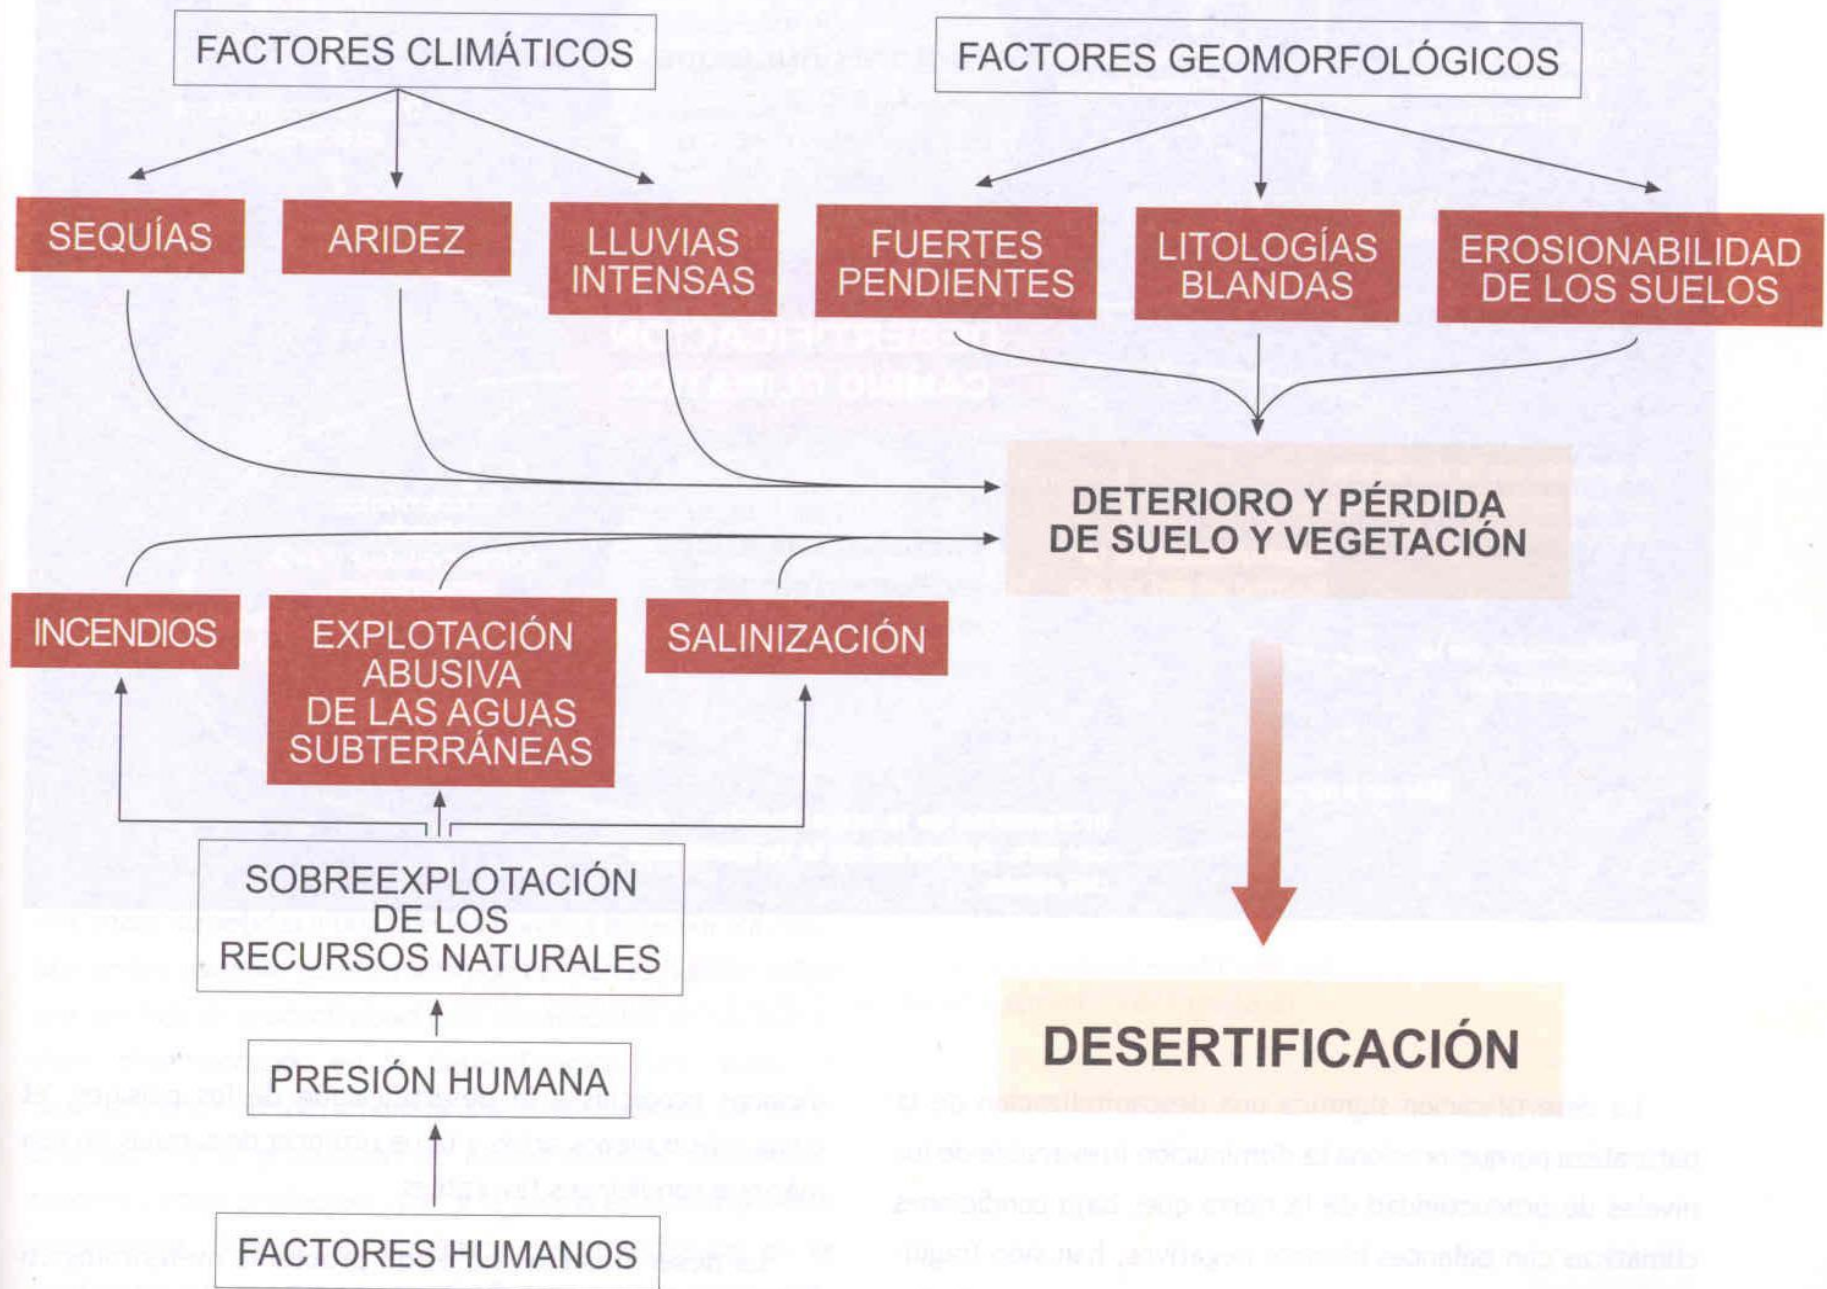 FACTORES CLIMÁTICOS
FACTORES GEOMORFOLÓGICOS
SEQUÍAS
ARIDEZ
LLUVIAS
INTENSAS
FUERTES
PENDIENTES
LITOLOGÍAS
BLANDAS
EROSIONABILIDAD
DE LOS SUELOS
DETERIORO Y PÉRDIDA
DE SUELO Y VEGETACIÓN
INCENDIOS
EXPLOTACIÓN
ABUSIVA
DE LAS AGUAS
SUBTERRÁNEAS
SALINIZACIÓN
SOBREEXPLOTACIÓN
DE LOS
RECURSOS NATURALES
PRESIÓN HUMANA
FACTORES HUMANOS
DESERTIFICACIÓN